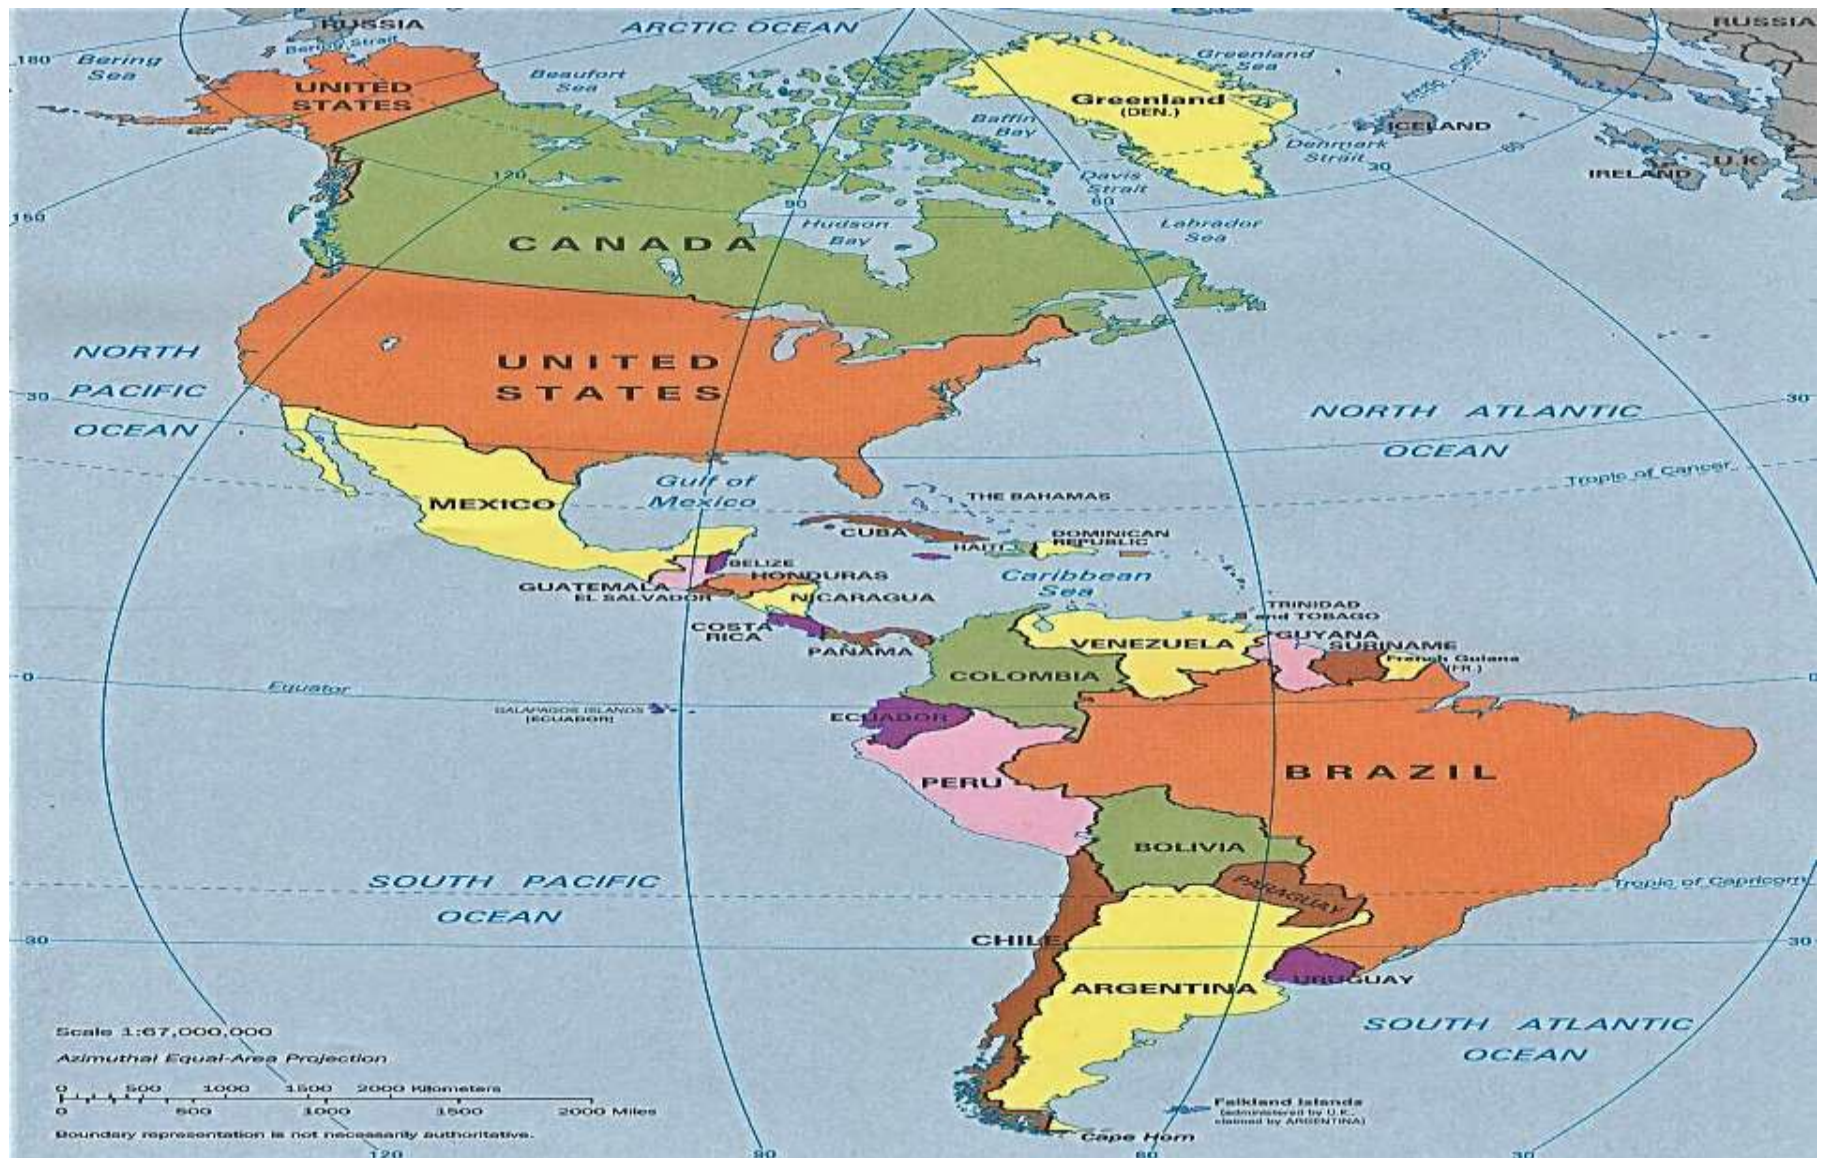 RUSSIA
ARCTIC OCEAN
RUSSIA
Bering Strait
180
Bering
Sea
Beaufort
Sea
Greenland
Sea
UNITED
STATES
Greenland
(DEN.)
Baffin
Bay
ICELAND
Denmark
Strait
60
U.K.
IRELAND
30
120
Davis
Strait
90
60
150
Hudson
Bay
Labrador
Sea
CANADA
NORTH
PACIFIC
OCEAN
UNITED
STATES
30
30
NORTH ATLANTIC
OCEAN
Tropic of Cancer
Gulf of
Mexico
MEXICO
THE BAHAMAS
CUBA
DOMINICAN
REPUBLIC
HAITI
BELIZE
Caribbean
Sea
GUATEMALA
HONDURAS
EL SALVADOR
NICARAGUA
TRINIDAD
and TOBAGO
COSTA
RICA
PANAMA
VENEZUELA
GUYANA
SURINAME
French Guiana
(FR.)
COLOMBIA
0
0
Equator
GALAPAGOS ISLANDS
(ECUADOR)
ECUADOR
PERU
BRAZIL
BOLIVIA
SOUTH PACIFIC
OCEAN
PARAGUAY
Tropic of Capricorn
30
CHILE
30
URUGUAY
ARGENTINA
SOUTH ATLANTIC
OCEAN
Scale 1:67,000,000
Azimuthal Equal-Area Projection
0 500 1000 1500 2000 Kilometers
0 500 1000 1500 2000 Miles
Boundary representation is not necessarily authoritative.
Falkland Islands
(administered by U.K.,
claimed by ARGENTINA)
Cape Horn
120
90
60
30